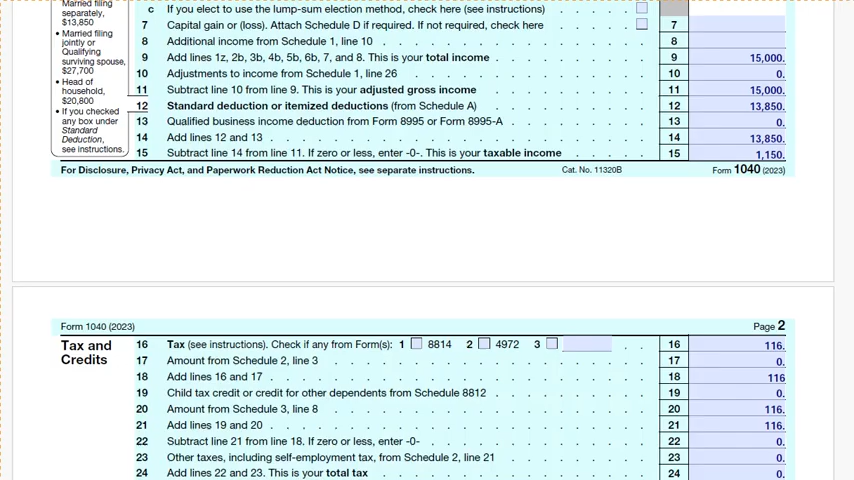 Married filing
separately,
$13,850
• Married filing
jointly or
Qualifying
surviving spouse,
$27,700
• Head of
household,
$20,800
• If you checked
any box under
Standard
Deduction,
see instructions.
c If you elect to use the lump-sum election method, check here (see instructions) . . . . .
7 Capital gain or (loss). Attach Schedule D if required. If not required, check here 7
8 Additional income from Schedule 1, line 10 . . . . . . . . . . . . . . . . . 8
9 Add lines 1z, 2b, 3b, 4b, 5b, 6b, 7, and 8. This is your total income . . . . . . . . . . 9 15,000.
10 Adjustments to income from Schedule 1, line 26 . . . . . . . . . . . . . . . 10 0.
11 Subtract line 10 from line 9. This is your adjusted gross income . . . . . . . . . . 11 15,000.
12 Standard deduction or itemized deductions (from Schedule A) . . . . . . . . . . 12 13,850.
13 Qualified business income deduction from Form 8995 or Form 8995-A . . . . . . . . . 13 0.
14 Add lines 12 and 13 . . . . . . . . . . . . . . . . . . . . . . . 14 13,850.
15 Subtract line 14 from line 11. If zero or less, enter -0-. This is your taxable income . . . . . 15 1,150.
For Disclosure, Privacy Act, and Paperwork Reduction Act Notice, see separate instructions. Cat. No. 11320B Form 1040 (2023)
Form 1040 (2023) Page 2
Tax and
Credits
16 Tax (see instructions). Check if any from Form(s): 1 8814 2 4972 3 . . 16 116.
17 Amount from Schedule 2, line 3 . . . . . . . . . . . . . . . . . . . . 17 0.
18 Add lines 16 and 17 . . . . . . . . . . . . . . . . . . . . . . . 18 116
19 Child tax credit or credit for other dependents from Schedule 8812 . . . . . . . . . . 19 0.
20 Amount from Schedule 3, line 8 . . . . . . . . . . . . . . . . . . . . 20 116.
21 Add lines 19 and 20 . . . . . . . . . . . . . . . . . . . . . . . 21 116.
22 Subtract line 21 from line 18. If zero or less, enter -0- . . . . . . . . . . . . . . 22 0.
23 Other taxes, including self-employment tax, from Schedule 2, line 21 . . . . . . . . . 23 0.
24 Add lines 22 and 23. This is your total tax . . . . . . . . . . . . . . . . . 24 0.